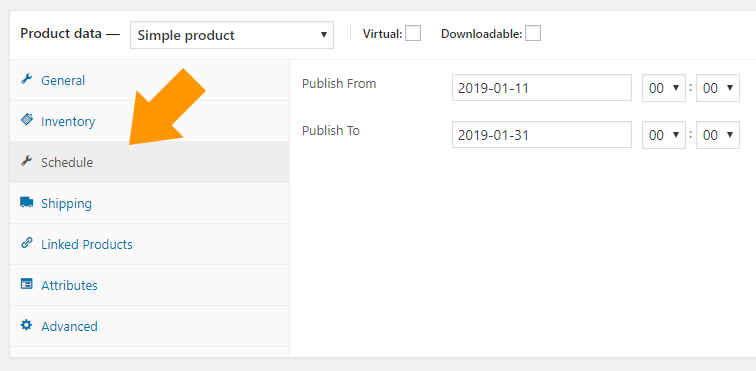 Product data — Simple product Virtual: Downloadable:
General
Inventory
Schedule
Shipping
Linked Products
Attributes
Advanced
Publish From 2019-01-11 00 : 00
Publish To 2019-01-31 00 : 00